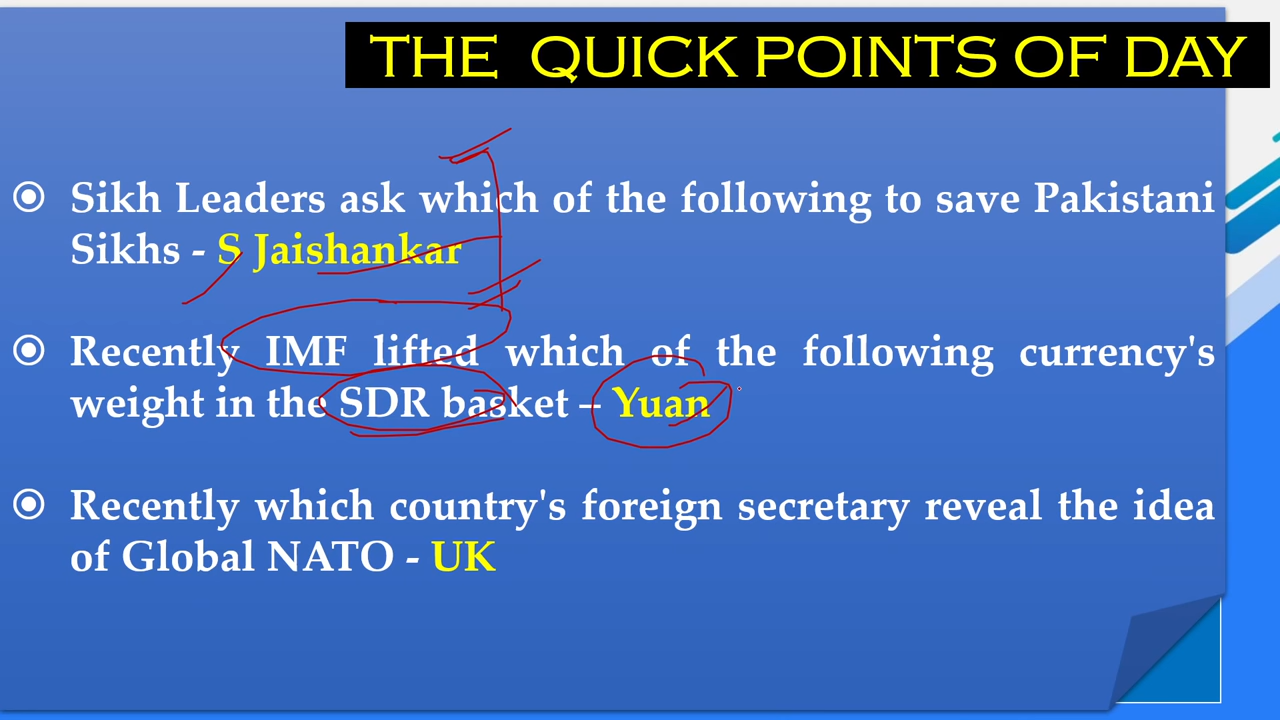 THE QUICK POINTS OF DAY
Sikh Leaders ask which of the following to save Pakistani
Sikhs - S Jaishankar
Recently IMF lifted which of the following currency's
weight in the SDR basket – Yuan
Recently which country's foreign secretary reveal the idea
of Global NATO - UK